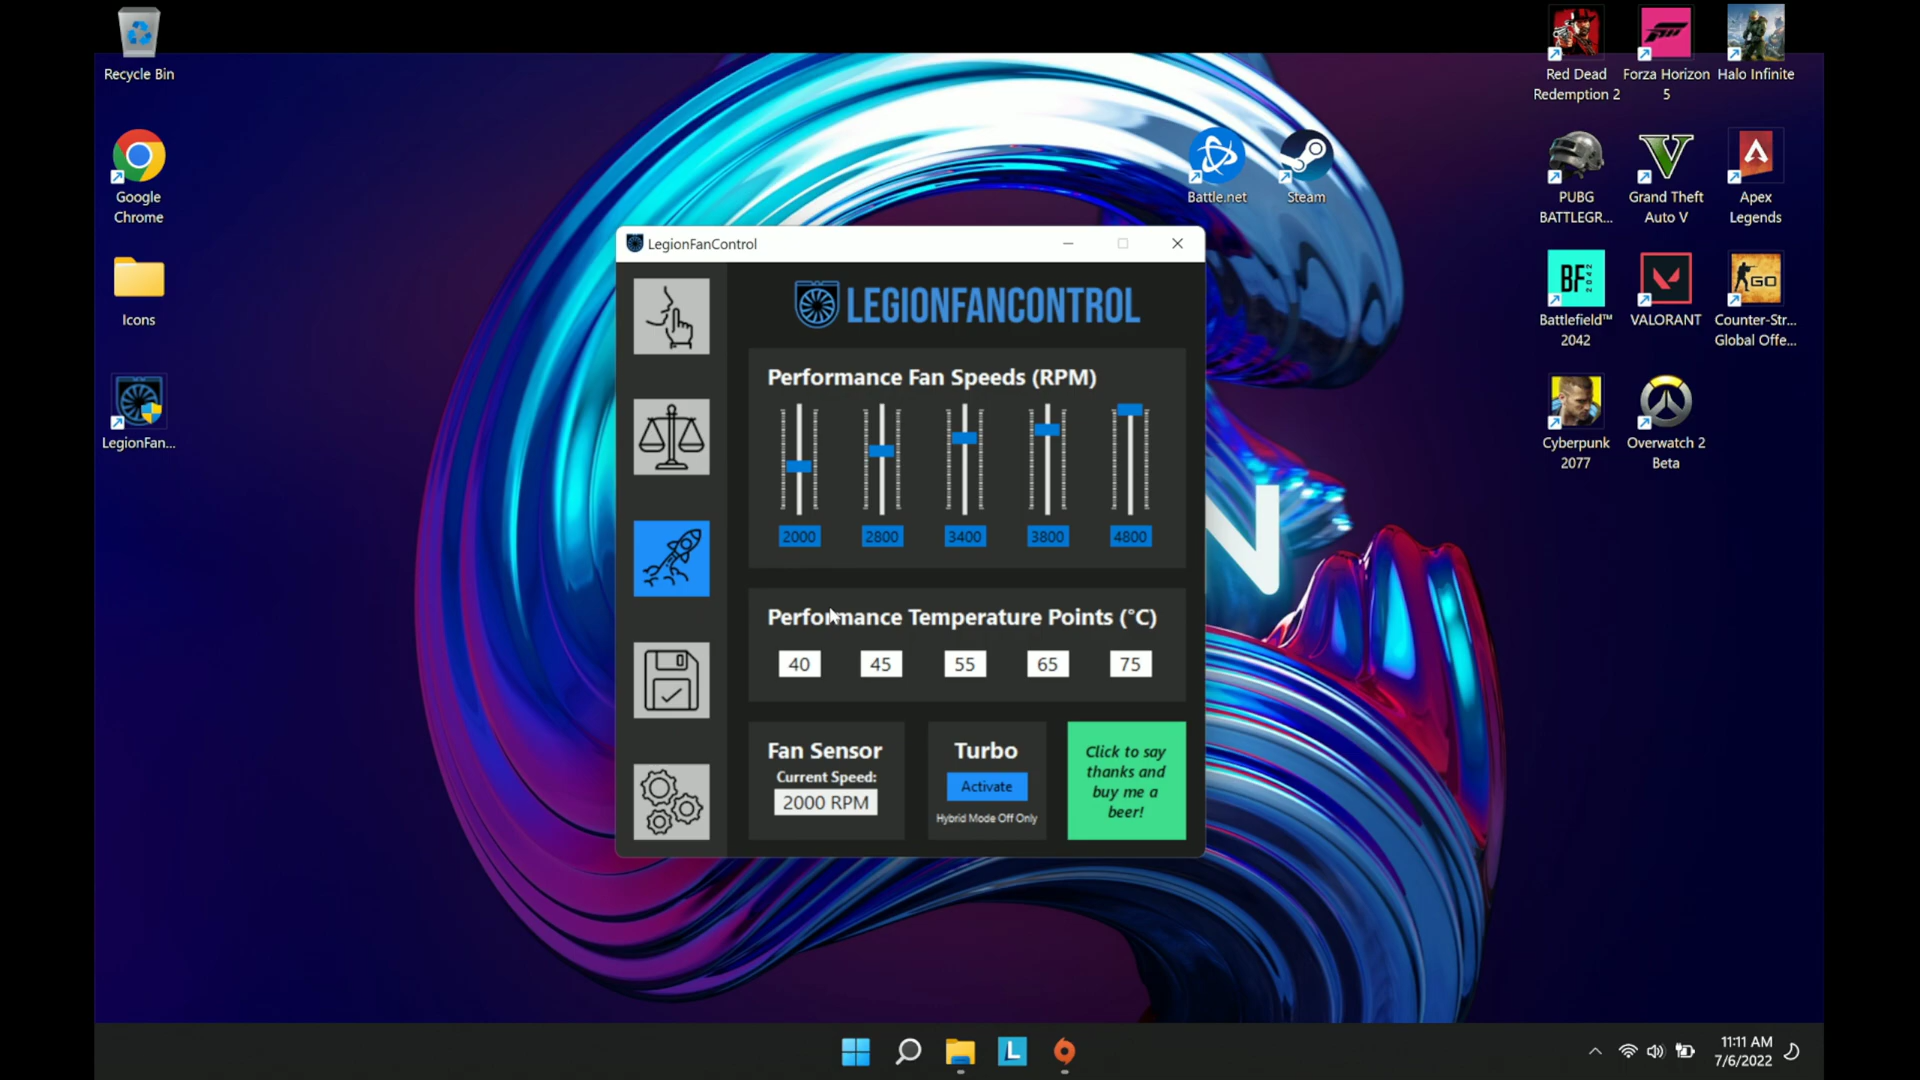 Recycle Bin
Google
Chrome
Icons
LegionFan...
Battle.net
Steam
Red Dead
Redemption 2
Forza Horizon
5
Halo Infinite
PUBG
BATTLEGR...
Grand Theft
Auto V
Apex
Legends
BF
2042
Battlefield™
2042
VALORANT
GO
Counter-Str...
Global Offe...
Cyberpunk
2077
Overwatch 2
Beta
N
LegionFanControl
LEGIONFANCONTROL
Performance Fan Speeds (RPM)
2000 2800 3400 3800 4800
Performance Temperature Points (°C)
40 45 55 65 75
Fan Sensor
Current Speed:
2000 RPM
Turbo
Activate
Hybrid Mode Off Only
Click to say
thanks and
buy me a
beer!
L
11:11 AM
7/6/2022